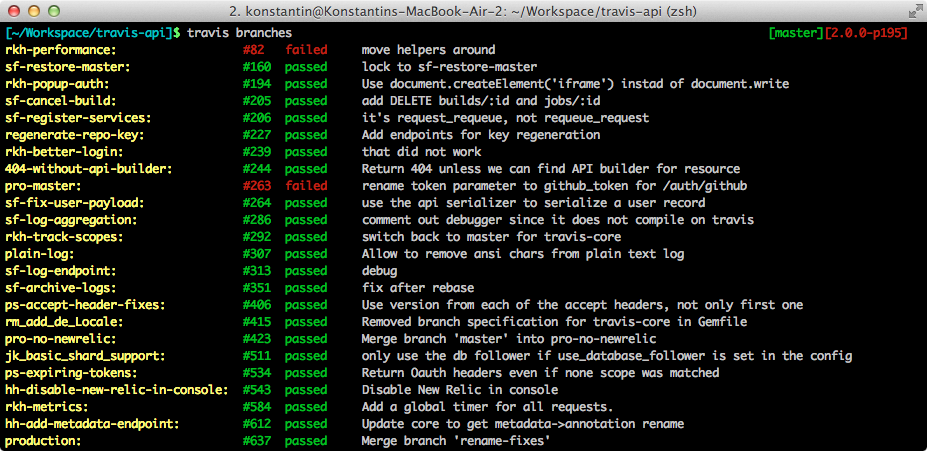 2. konstantin@Konstantins-MacBook-Air-2: ~/Workspace/travis-api (zsh)
[~/Workspace/travis-api]$ travis branches [master][2.0.0-p195]
rkh-performance: #82 failed move helpers around
sf-restore-master: #160 passed lock to sf-restore-master
rkh-popup-auth: #194 passed Use document.createElement('iframe') instad of document.write
sf-cancel-build: #205 passed add DELETE builds/:id and jobs/:id
sf-register-services: #206 passed it's request_requeue, not requeue_request
regenerate-repo-key: #227 passed Add endpoints for key regeneration
rkh-better-login: #239 passed that did not work
404-without-api-builder: #244 passed Return 404 unless we can find API builder for resource
pro-master: #263 failed rename token parameter to github_token for /auth/github
sf-fix-user-payload: #264 passed use the api serializer to serialize a user record
sf-log-aggregation: #286 passed comment out debugger since it does not compile on travis
rkh-track-scopes: #292 passed switch back to master for travis-core
plain-log: #307 passed Allow to remove ansi chars from plain text log
sf-log-endpoint: #313 passed debug
sf-archive-logs: #351 passed fix after rebase
ps-accept-header-fixes: #406 passed Use version from each of the accept headers, not only first one
rm_add_de_Locale: #415 passed Removed branch specification for travis-core in Gemfile
pro-no-newrelic: #423 passed Merge branch 'master' into pro-no-newrelic
jk_basic_shard_support: #511 passed only use the db follower if use_database_follower is set in the config
ps-expiring-tokens: #534 passed Return Oauth headers even if none scope was matched
hh-disable-new-relic-in-console: #543 passed Disable New Relic in console
rkh-metrics: #584 passed Add a global timer for all requests.
hh-add-metadata-endpoint: #612 passed Update core to get metadata->annotation rename
production: #637 passed Merge branch 'rename-fixes'